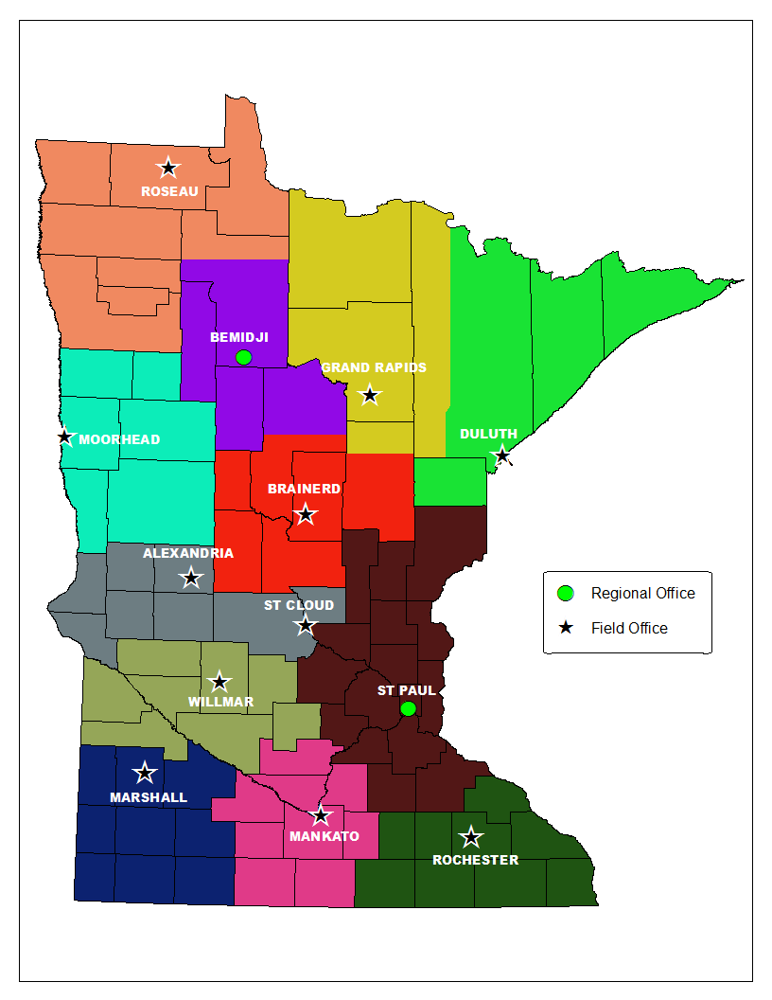 ROSEAU
BEMIDJI
GRAND RAPIDS
DULUTH
MOORHEAD
BRAINERD
ALEXANDRIA
ST CLOUD
Regional Office
Field Office
ST PAUL
WILLMAR
MARSHALL
MANKATO
ROCHESTER